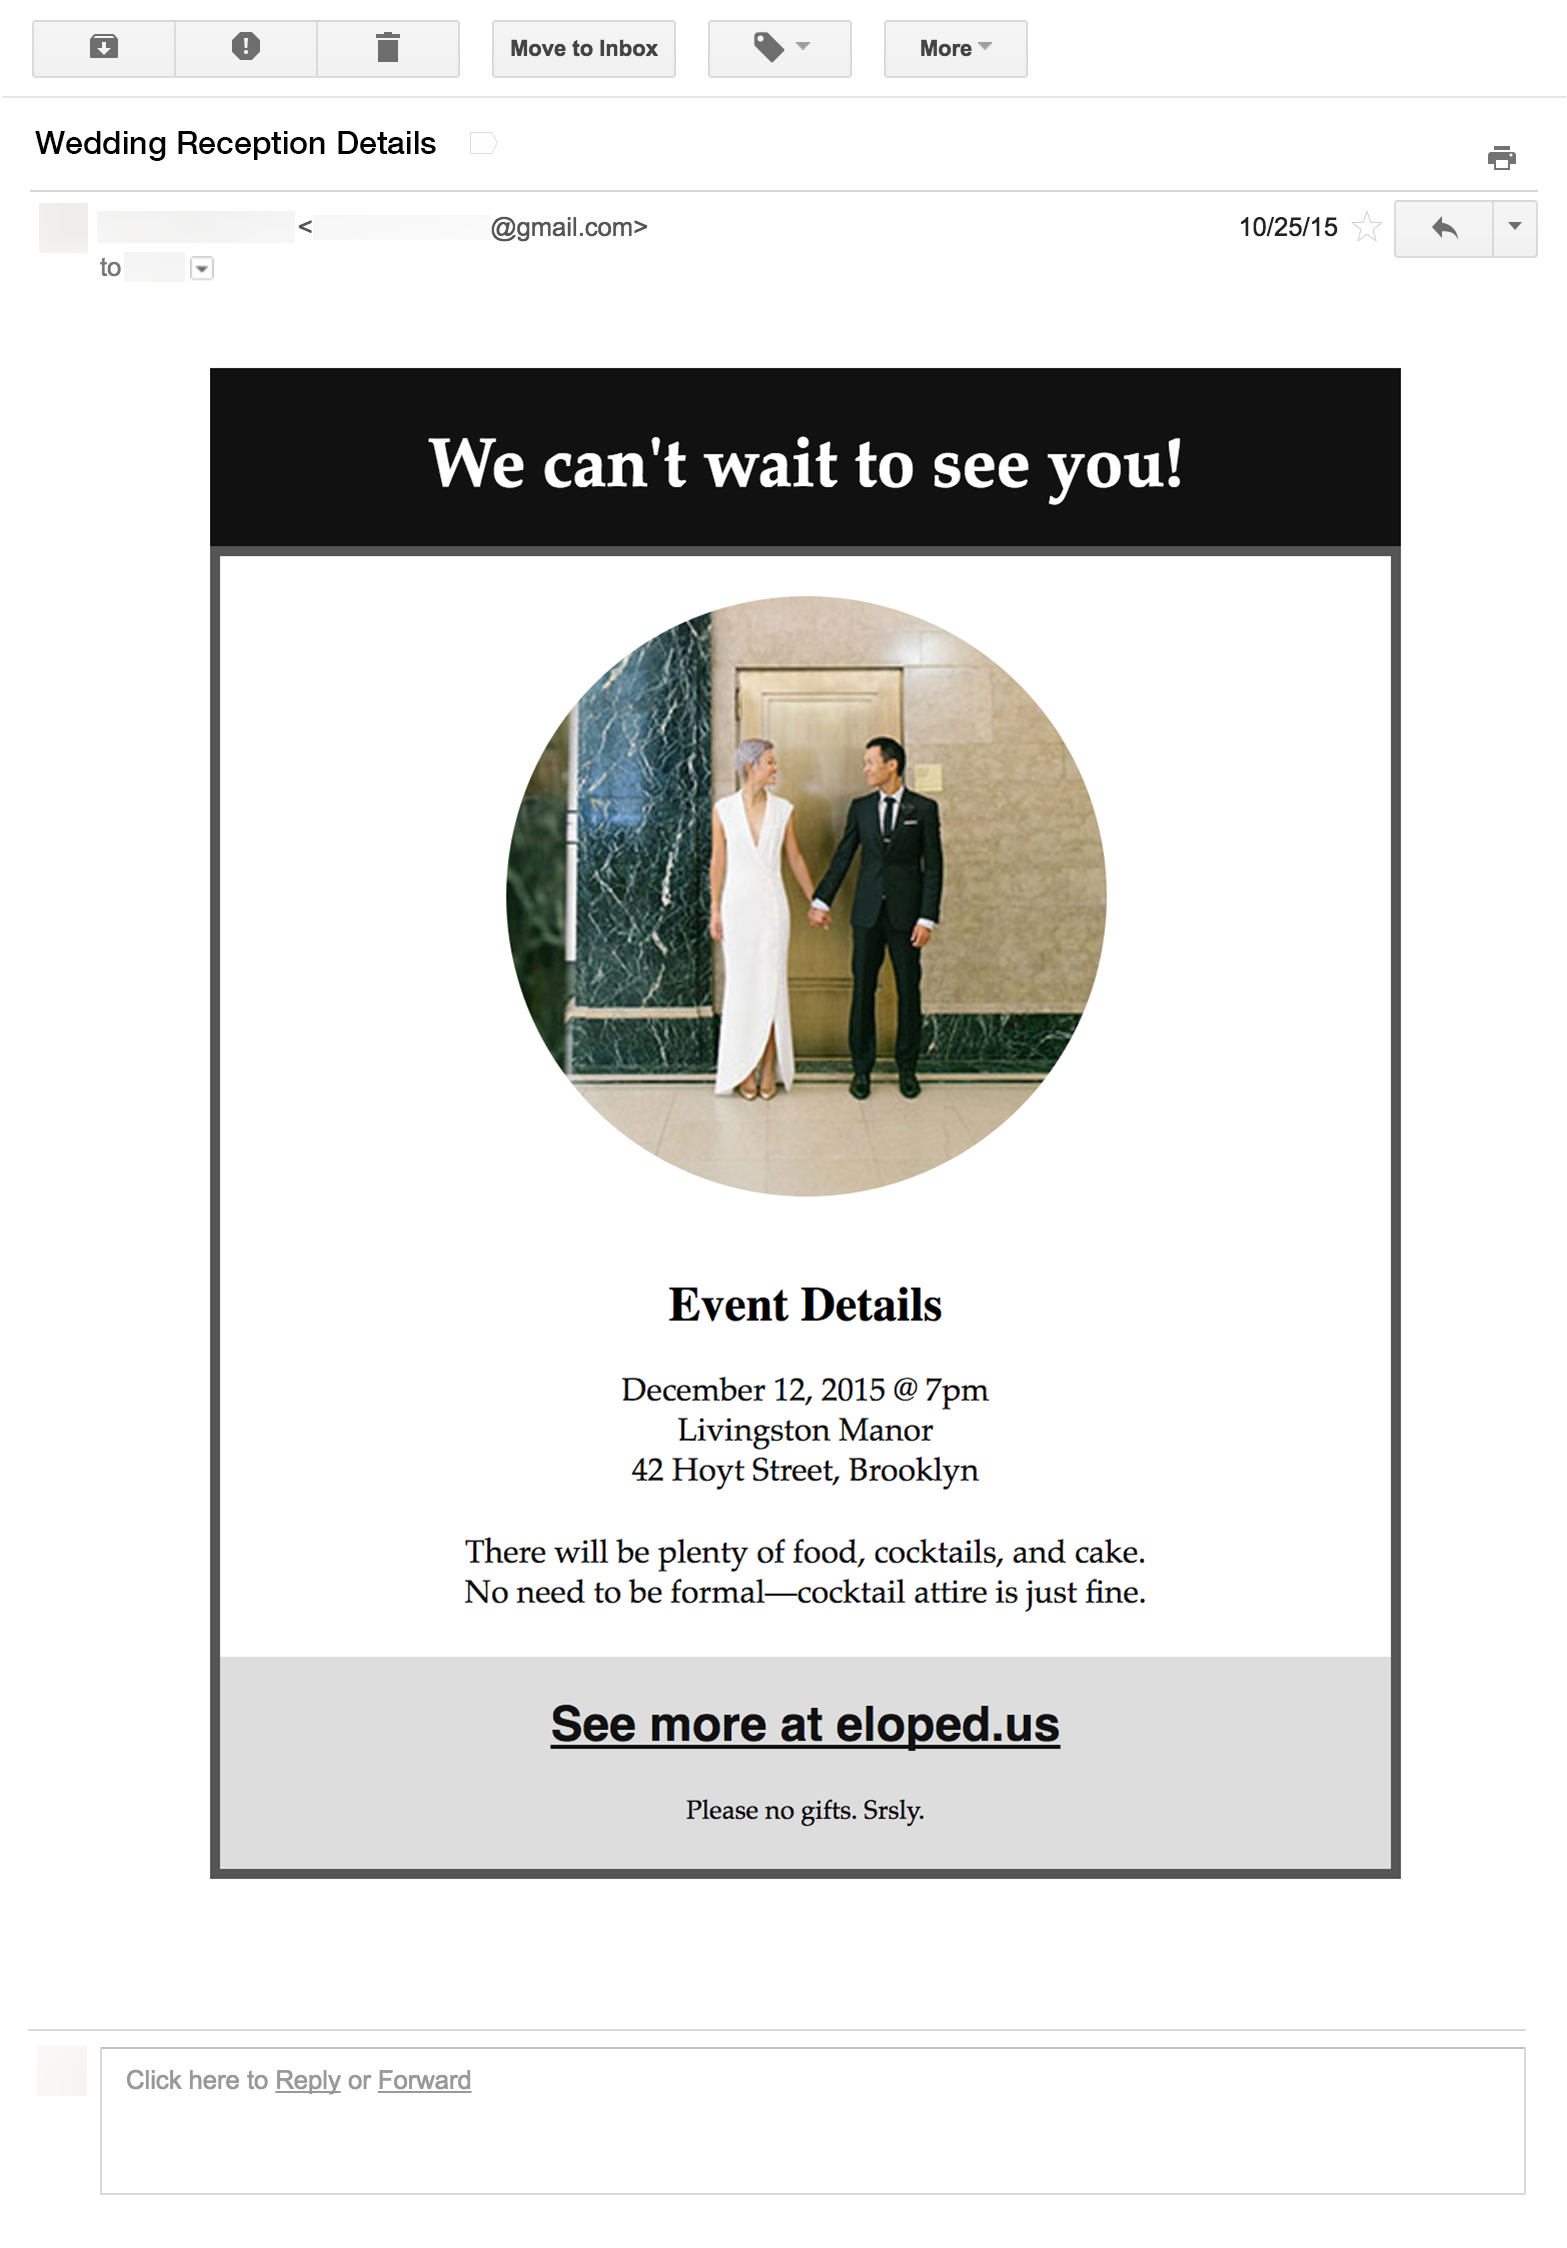 Move to Inbox
More
Wedding Reception Details
<@gmail.com>
10/25/15
to
We can't wait to see you!
Event Details
December 12, 2015 @ 7pm
Livingston Manor
42 Hoyt Street, Brooklyn
There will be plenty of food, cocktails, and cake.
No need to be formal—cocktail attire is just fine.
See more at eloped.us
Please no gifts. Srsly.
Click here to Reply or Forward